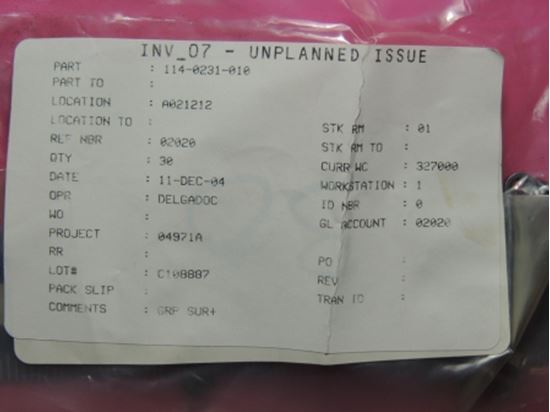 INV_07 - UNPLANNED ISSUE
PART : 114-0231-010
PART TO :
LOCATION : A021212
LOCATION TO :
REF NBR : 02020
QTY : 30
DATE : 11-DEC-04
OPR : DELGADOC
WO :
PROJECT : 04971A
RR :
LOT# : C108887
PACK SLIP :
COMMENTS : GRP SUR+
STK RM : 01
STK RM TO :
CURR WC : 327000
WORKSTATION : 1
ID NBR : 0
GL ACCOUNT : 02020
PO :
REV :
TRAN ID :